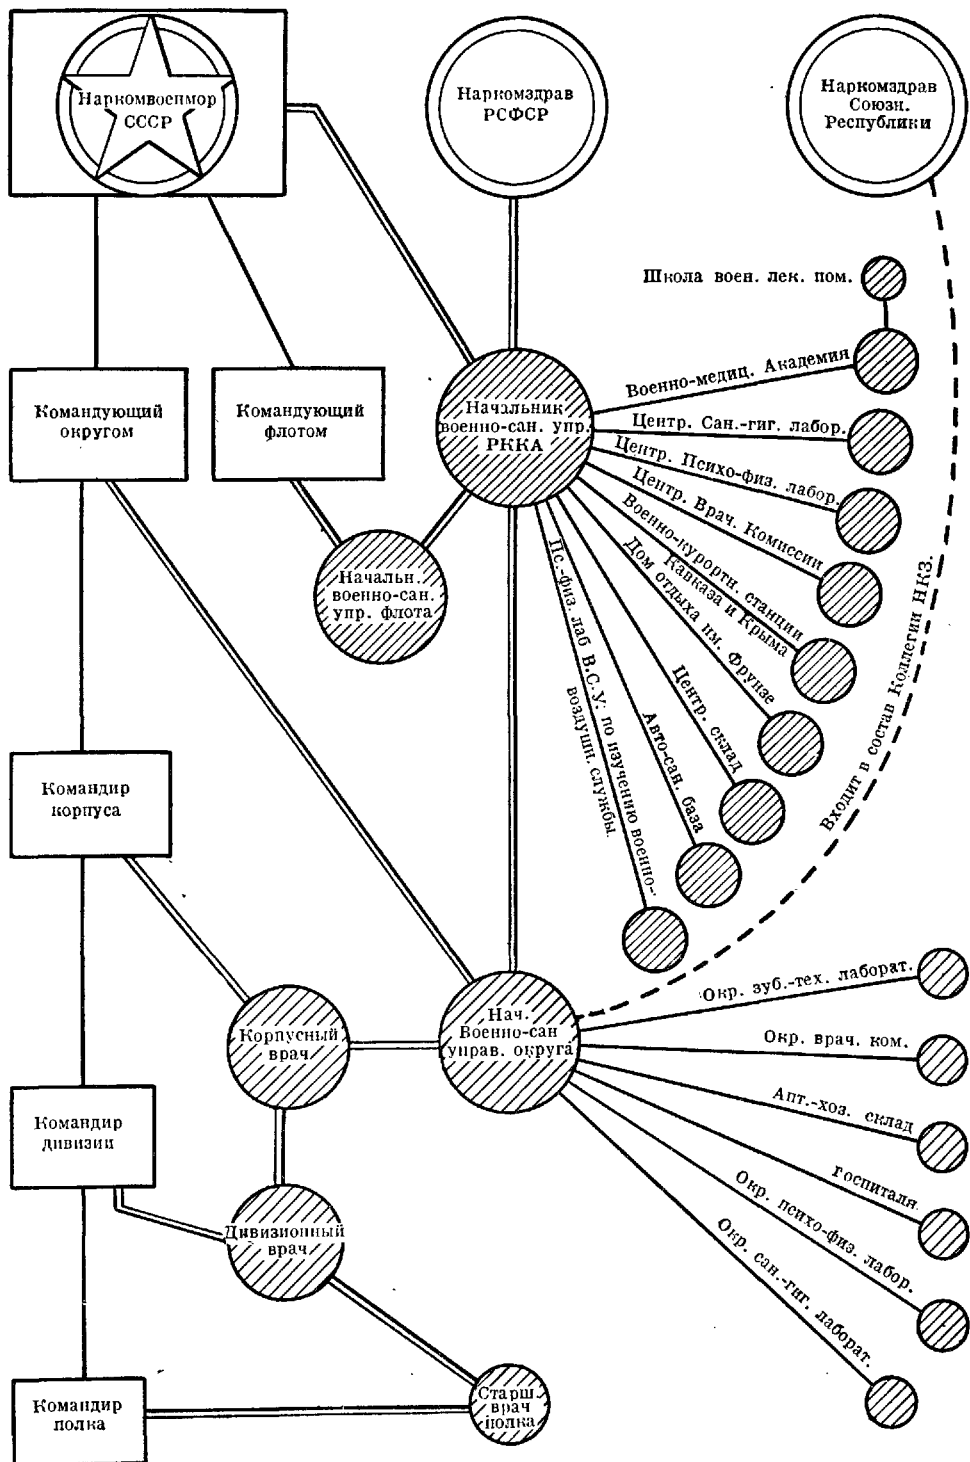 Наркомвоенмор
СССР
Наркомздрав
РСФСР
Наркомздрав
Союзн.
Республики
Школа воен. лек. пом.
Военно-медиц. Академия
Центр. Сан.-гиг. лабор.
Центр. Психо-физ. лабор.
Центр. Врач. Комиссии
Военно-курортн. станции
Кавказа и Крыма
Дом отдыха им. Фрунзе
Центр. склад
Авто-сан. база
Пс.-физ. лаб В.С.У. по изучению военно-
воздушн. службы.
Входит в состав Коллегии НКЗ.
Командующий
округом
Командующий
флотом
Начальник
военно-сан. упр.
РККА
Начальн.
военно-сан.
упр. флота
Командир
корпуса
Корпусный
врач
Нач.
Военно-сан
управ. округа
Окр. зуб.-тех. лаборат.
Окр. врач. ком.
Апт.-хоз. склад
Госпиталя
Окр. психо-физ. лабор.
Окр. сан.-гиг. лаборат.
Командир
дивизии
Дивизионный
врач
Командир
полка
Старш.
врач
полка